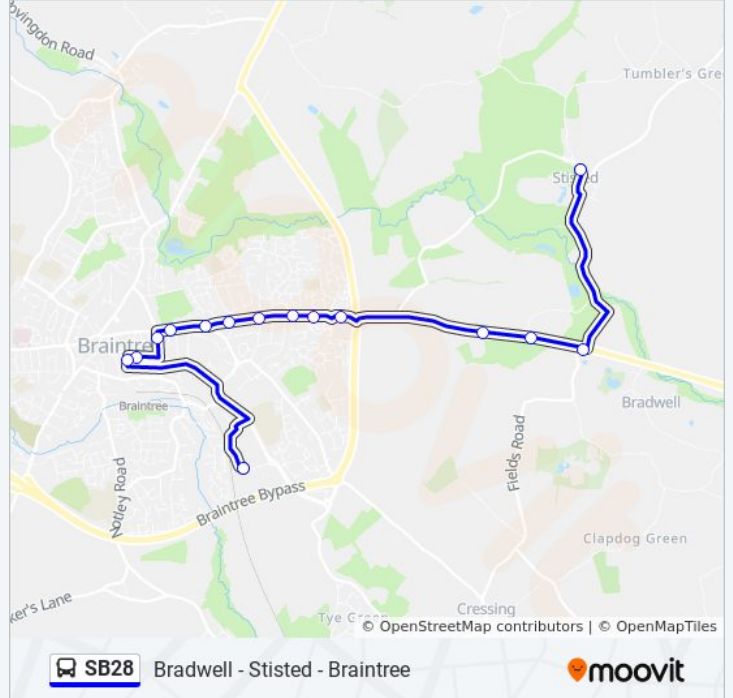 ovingdon Road
Tumbler's Gre
Stisted
Braintree
Bradwell
Braintree
Fields Road
Notley Road
Braintree Bypass
Clapdog Green
ker's Lane
Cressing
Tye Green
© OpenStreetMap contributors | © OpenMapTiles
SB28 Bradwell - Stisted - Braintree
moovit